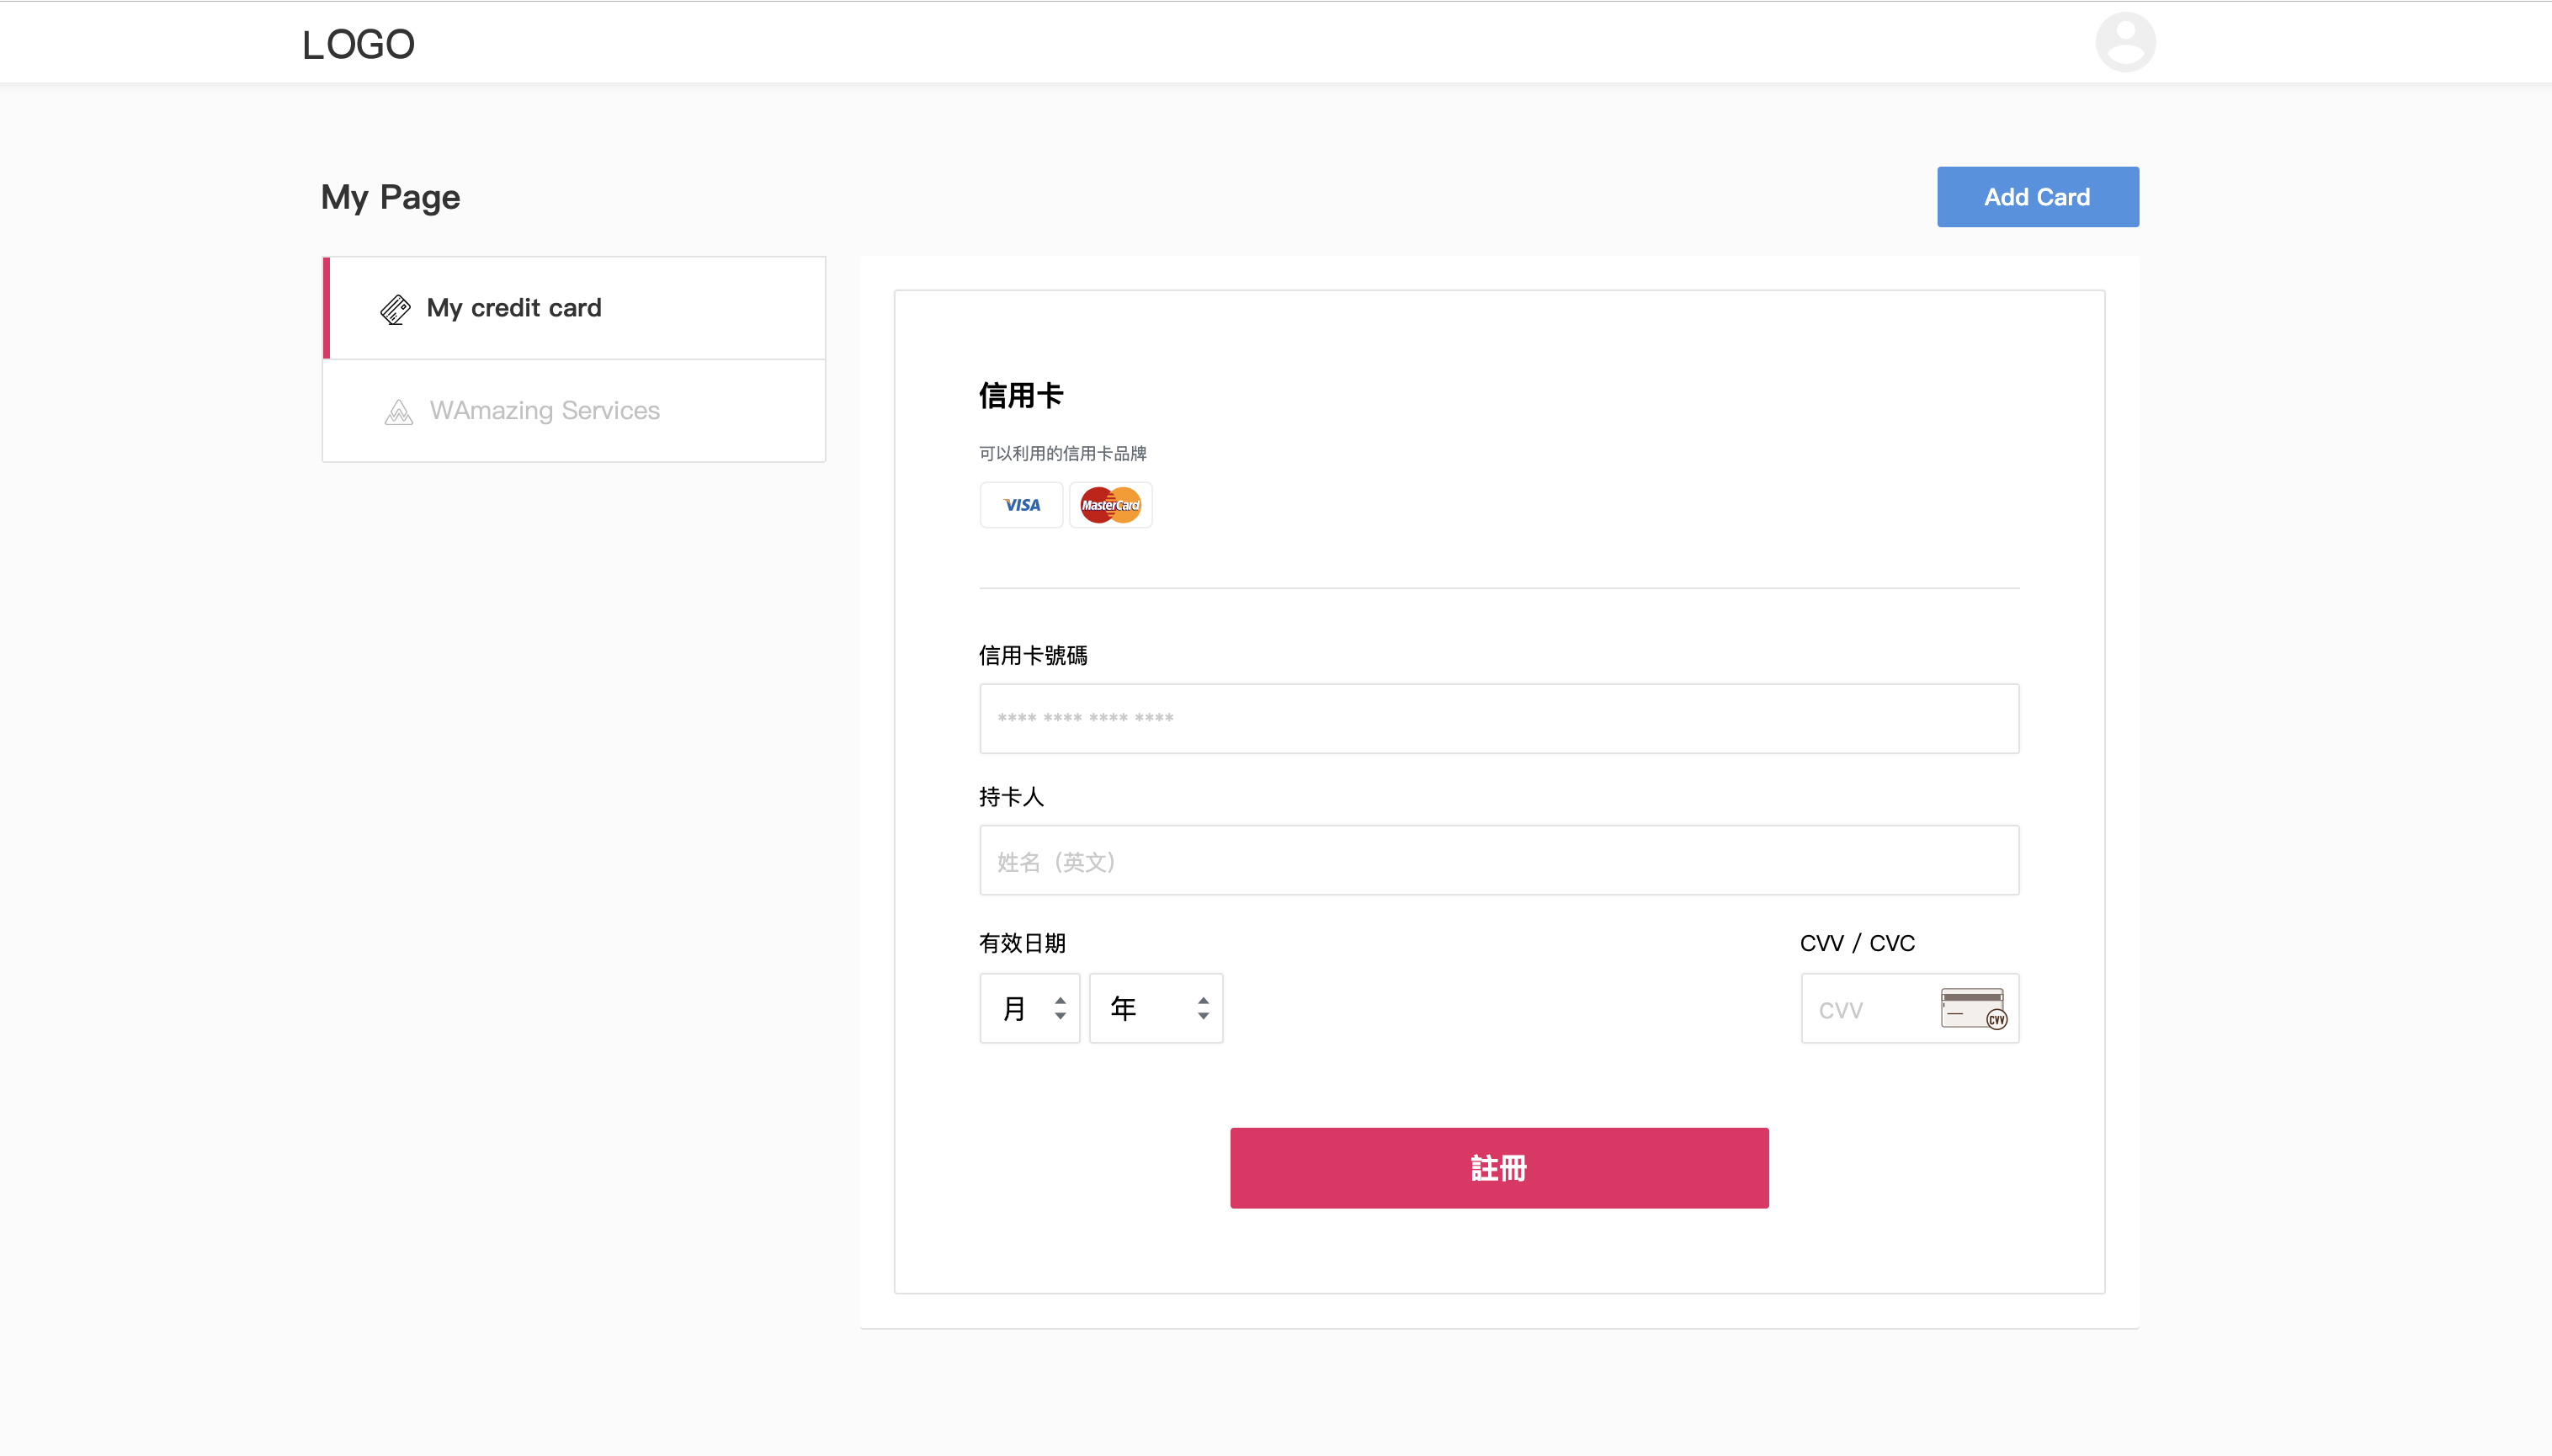 LOGO
My Page
Add Card
My credit card
WAmazing Services
信用卡
可以利用的信用卡品牌
VISA MasterCard
信用卡號碼
**** **** **** ****
持卡人
姓名（英文）
有效日期
CVV / CVC
月 年
CVV CVV
註冊